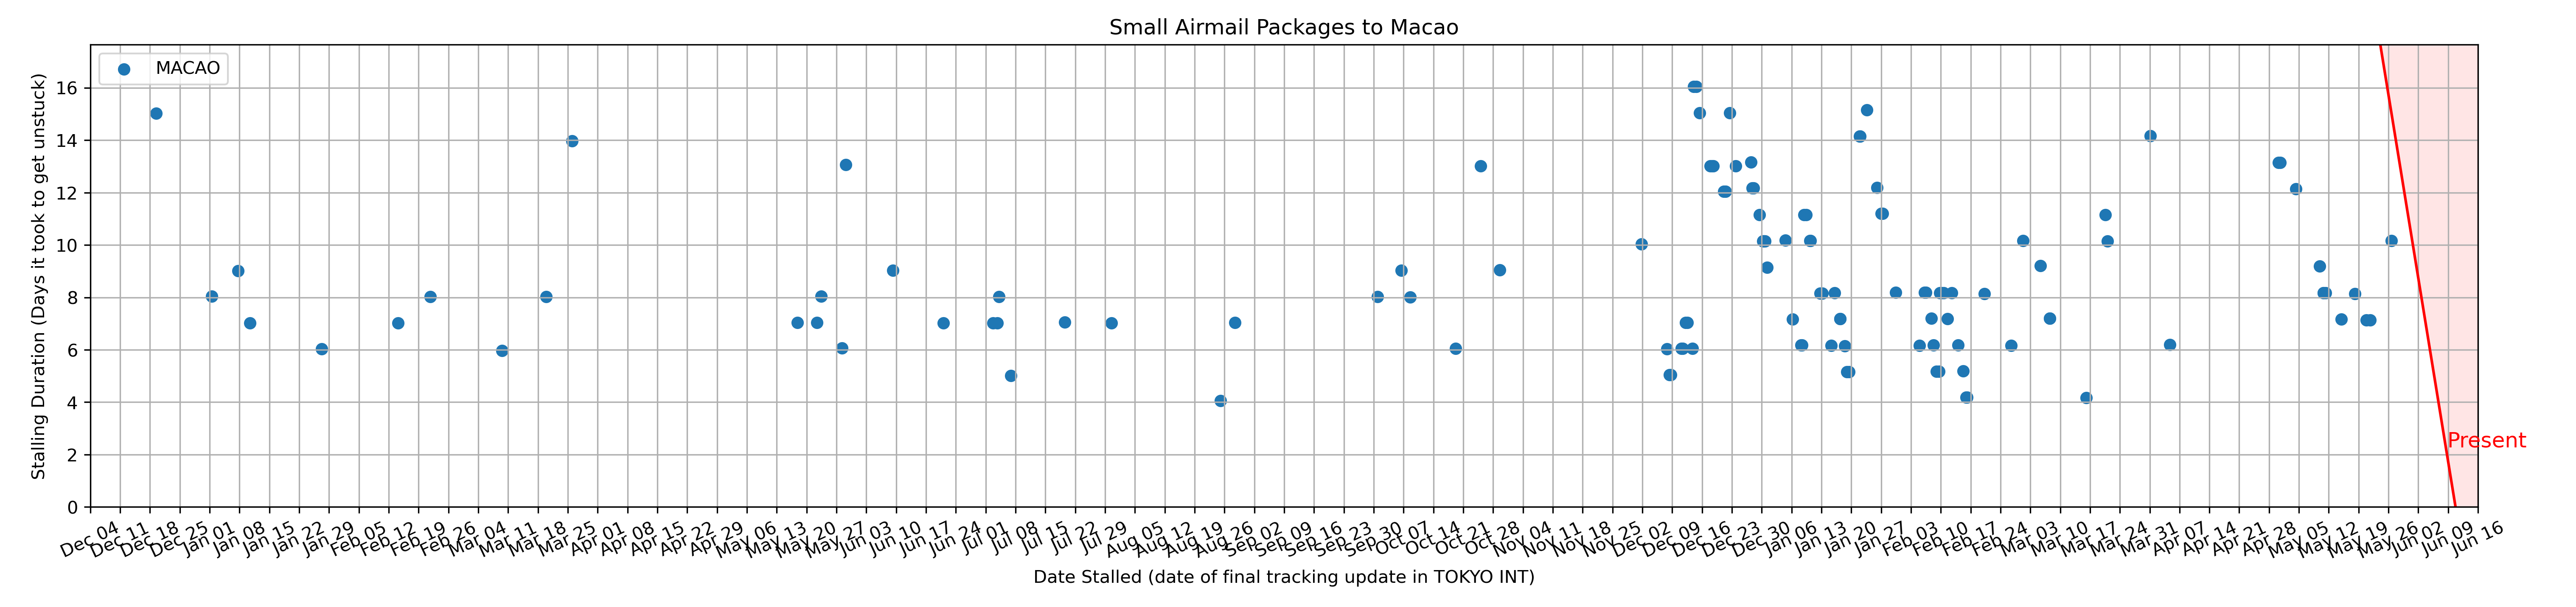 Small Airmail Packages to Macao
MACAO
Stalling Duration (Days it took to get unstuck)
16
14
12
10
8
6
4
2
0
Present
Dec 04
Dec 11
Dec 18
Dec 25
Jan 01
Jan 08
Jan 15
Jan 22
Jan 29
Feb 05
Feb 12
Feb 19
Feb 26
Mar 04
Mar 11
Mar 18
Mar 25
Apr 01
Apr 08
Apr 15
Apr 22
Apr 29
May 06
May 13
May 20
May 27
Jun 03
Jun 10
Jun 17
Jun 24
Jul 01
Jul 08
Jul 15
Jul 22
Jul 29
Aug 05
Aug 12
Aug 19
Aug 26
Sep 02
Sep 09
Sep 16
Sep 23
Sep 30
Oct 07
Oct 14
Oct 21
Oct 28
Nov 04
Nov 11
Nov 18
Nov 25
Dec 02
Dec 09
Dec 16
Dec 23
Dec 30
Jan 06
Jan 13
Jan 20
Jan 27
Feb 03
Feb 10
Feb 17
Feb 24
Mar 03
Mar 10
Mar 17
Mar 24
Mar 31
Apr 07
Apr 14
Apr 21
Apr 28
May 05
May 12
May 19
May 26
Jun 02
Jun 09
Jun 16
Date Stalled (date of final tracking update in TOKYO INT)